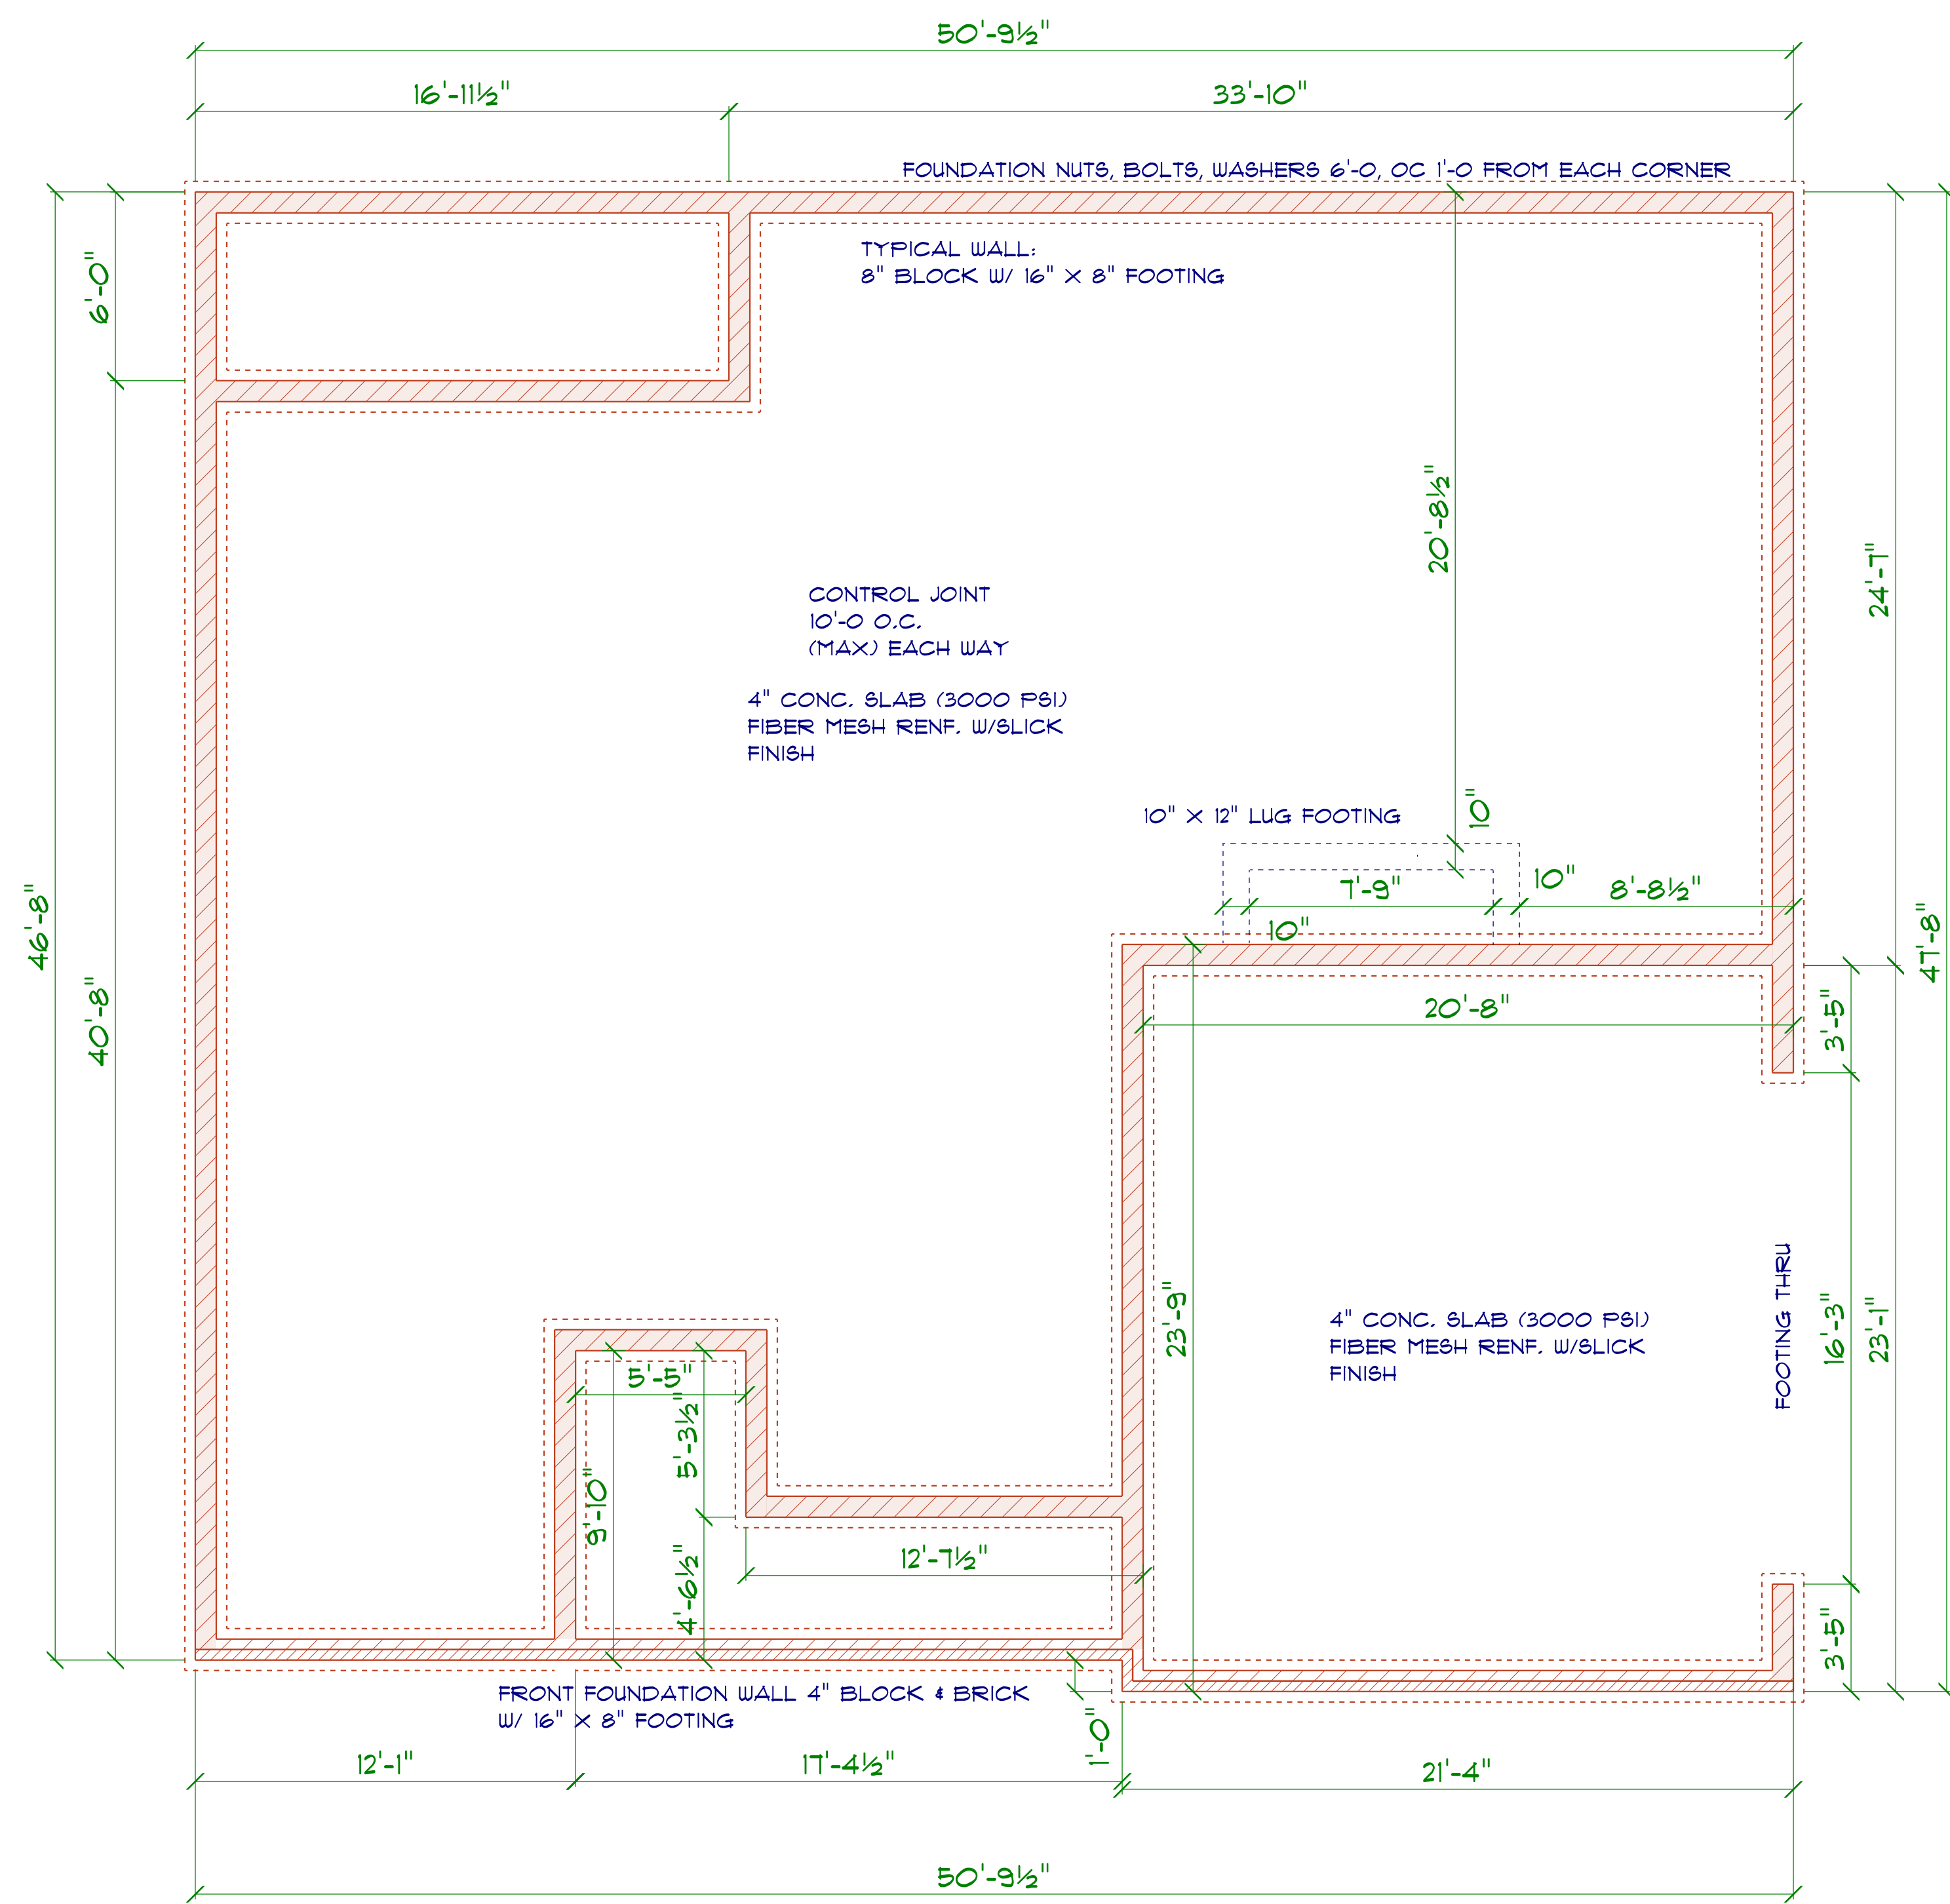 50'-9½"
16'-11½"
33'-10"
FOUNDATION NUTS, BOLTS, WASHERS 6'-0, OC 1'-0 FROM EACH CORNER
6'-0"
TYPICAL WALL:
8" BLOCK W/ 16" X 8" FOOTING
20'-8½"
24'-7"
CONTROL JOINT
10'-0 O.C.
(MAX) EACH WAY
4" CONC. SLAB (3000 PSI)
FIBER MESH RENF. W/SLICK
FINISH
10" X 12" LUG FOOTING
10"
7'-9"
10"
8'-8½"
10"
46'-8"
40'-8"
47'-8"
20'-8"
3'-5"
23'-9"
4" CONC. SLAB (3000 PSI)
FIBER MESH RENF. W/SLICK
FINISH
FOOTING THRU
16'-3"
23'-1"
5'-5"
5'-3½"
9'-10"
4'-6½"
12'-7½"
3'-5"
FRONT FOUNDATION WALL 4" BLOCK & BRICK
W/ 16" X 8" FOOTING
1'-0"
12'-1"
17'-4½"
21'-4"
50'-9½"